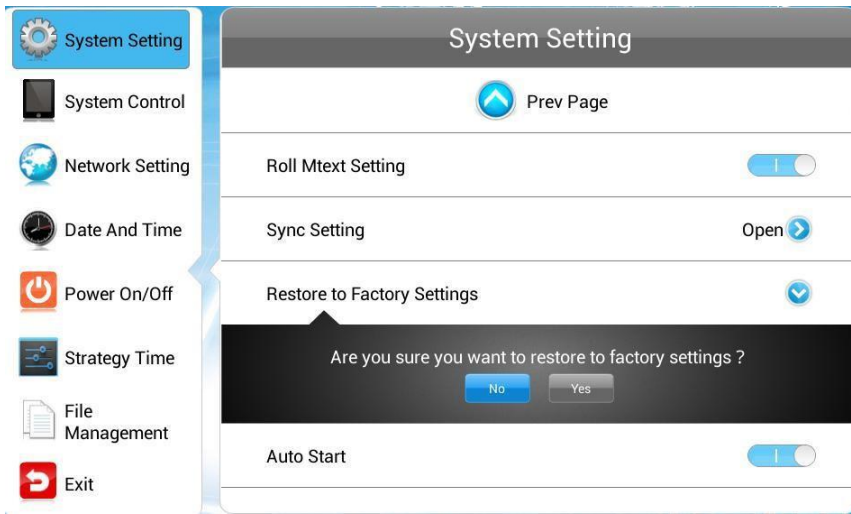 System Setting
System Control
Network Setting
Date And Time
Power On/Off
Strategy Time
File
Management
Exit
System Setting
Prev Page
Roll Mtext Setting
Sync Setting
Open
Restore to Factory Settings
Are you sure you want to restore to factory settings ?
No
Yes
Auto Start